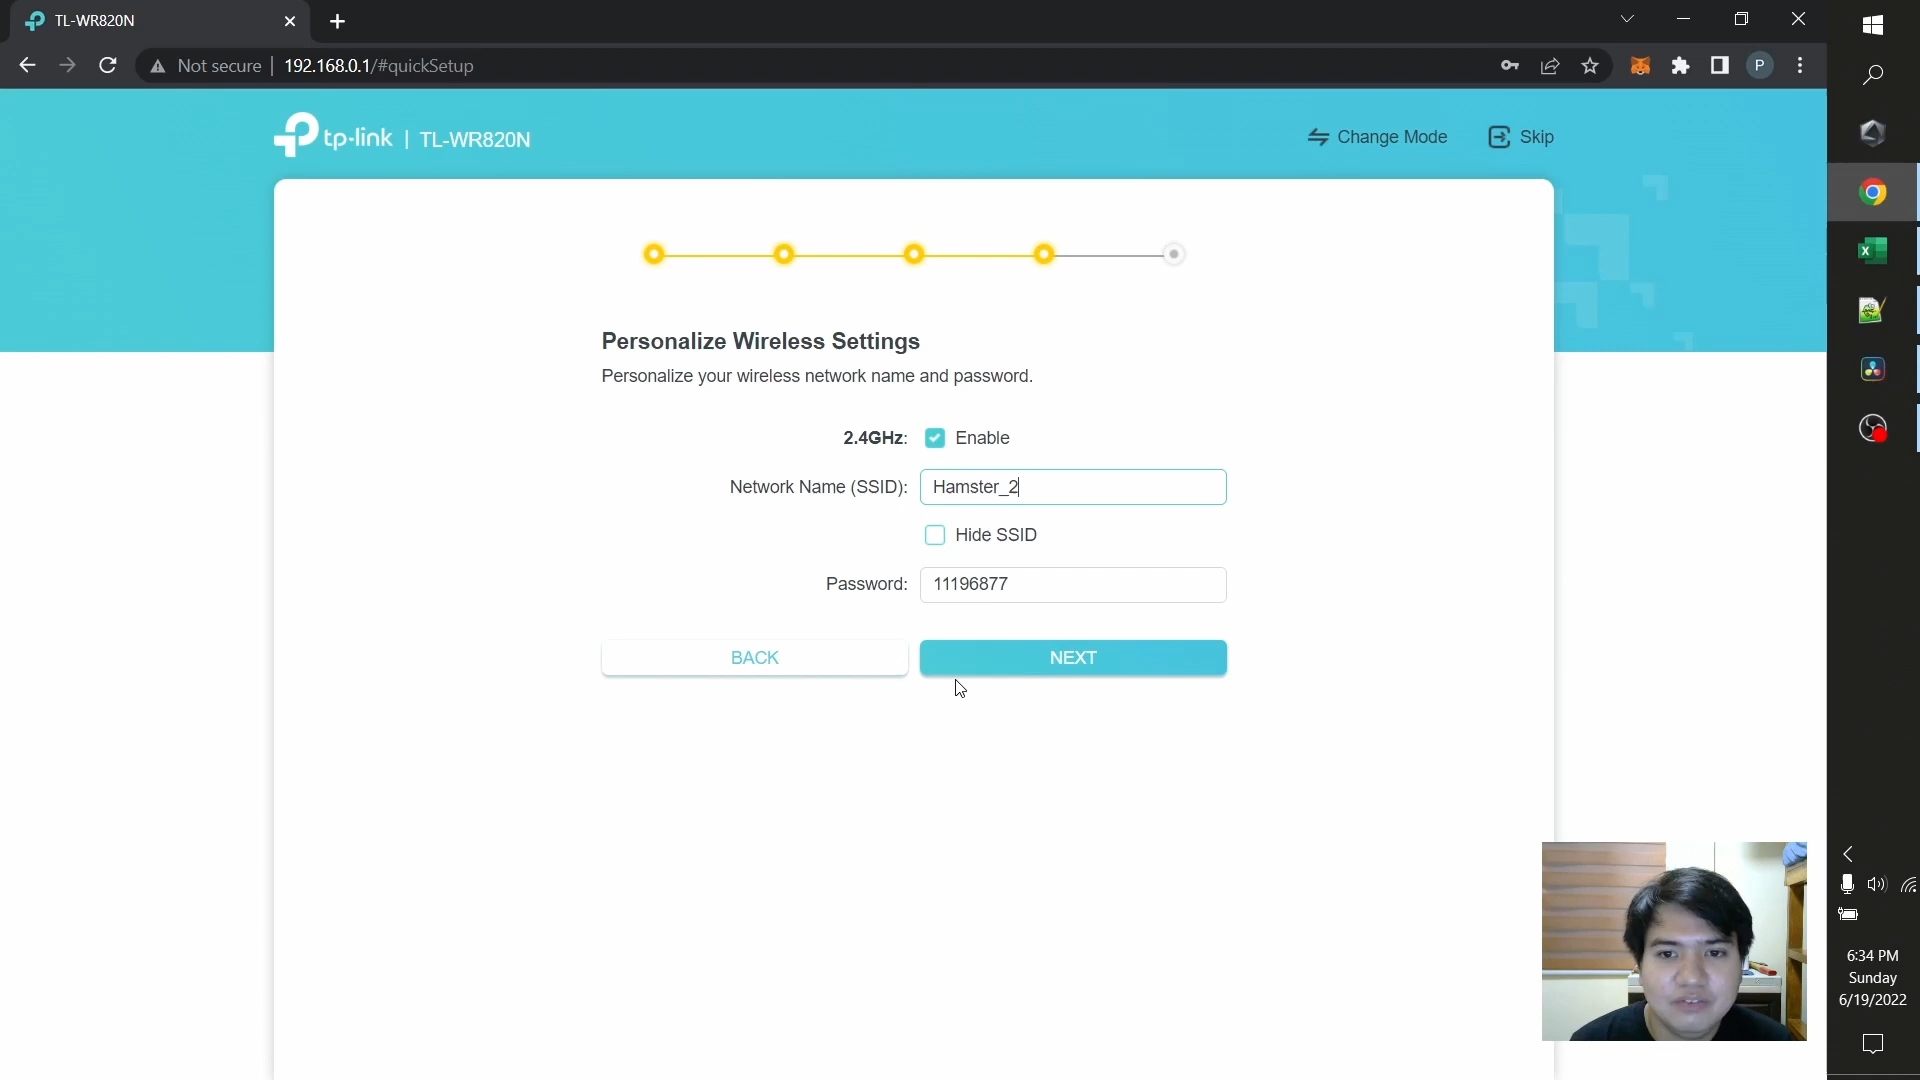 TL-WR820N
Not secure | 192.168.0.1/#quickSetup
P
tp-link | TL-WR820N
Change Mode
Skip
Personalize Wireless Settings
Personalize your wireless network name and password.
2.4GHz: Enable
Network Name (SSID): Hamster_2
Hide SSID
Password: 11196877
BACK
NEXT
6:34 PM
Sunday
6/19/2022